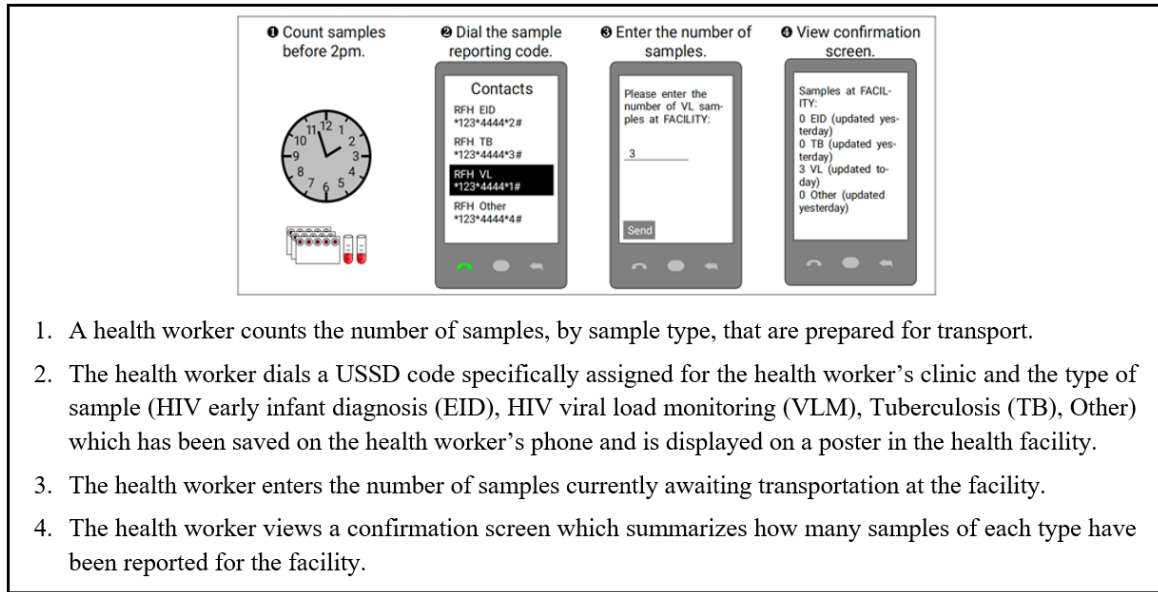 ❶ Count samples
before 2pm.
❷ Dial the sample
reporting code.
❸ Enter the number of
samples.
❹ View confirmation
screen.
11 12 1
10 2
9 3
8 4
7 6 5
Contacts
RFH EID
*123*4444*2#
RFH TB
*123*4444*3#
RFH VL
*123*4444*1#
RFH Other
*123*4444*4#
Please enter the
number of VL sam-
ples at FACILITY:
3
Send
Samples at FACIL-
ITY:
0 EID (updated yes-
terday)
0 TB (updated yes-
terday)
3 VL (updated to-
day)
0 Other (updated
yesterday)
1. A health worker counts the number of samples, by sample type, that are prepared for transport.
2. The health worker dials a USSD code specifically assigned for the health worker’s clinic and the type of
sample (HIV early infant diagnosis (EID), HIV viral load monitoring (VLM), Tuberculosis (TB), Other)
which has been saved on the health worker’s phone and is displayed on a poster in the health facility.
3. The health worker enters the number of samples currently awaiting transportation at the facility.
4. The health worker views a confirmation screen which summarizes how many samples of each type have
been reported for the facility.